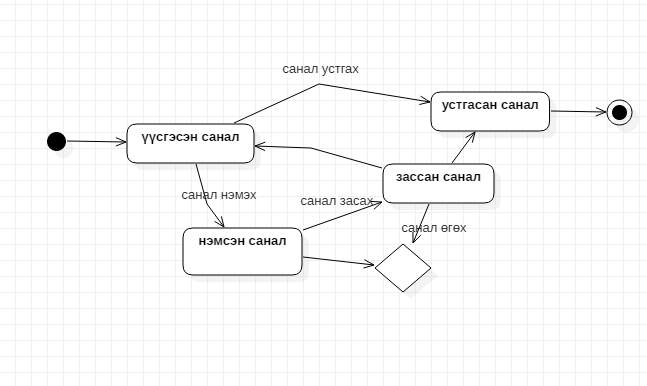 санал устгах
устгасан санал
үүсгэсэн санал
зассан санал
санал нэмэх
санал засах
санал өгөх
нэмсэн санал